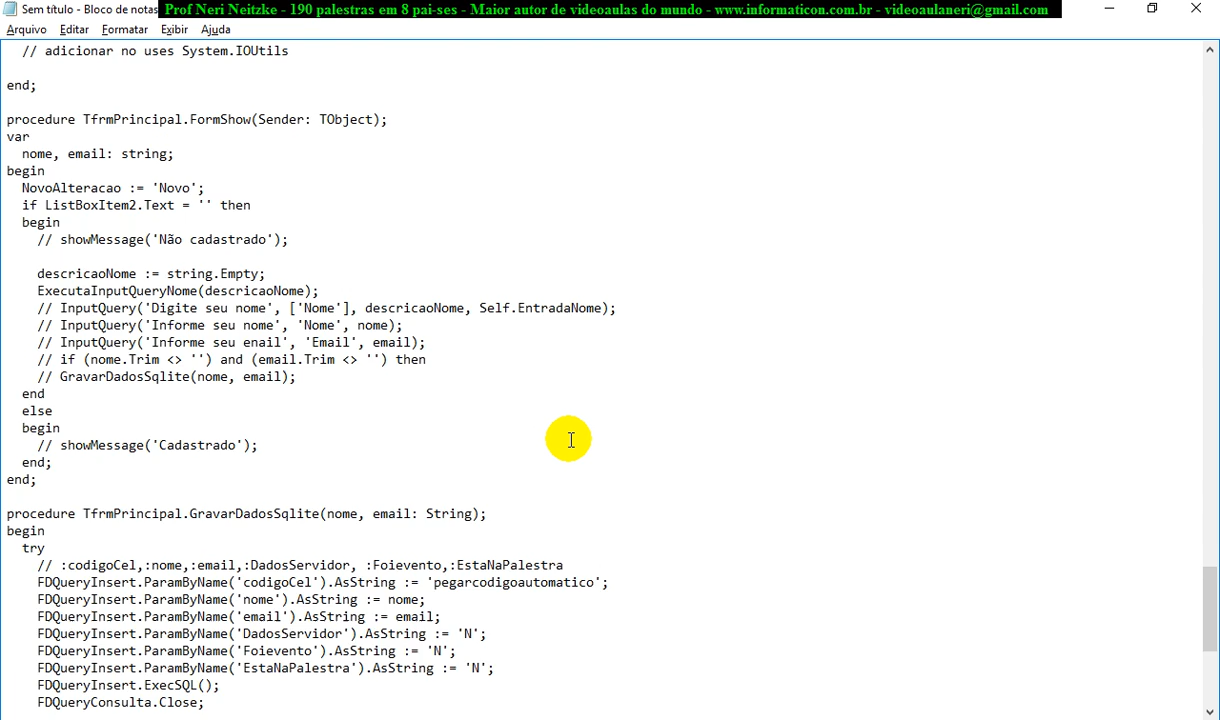 Sem título - Bloco de notas
Prof Neri Neitzke - 190 palestras em 8 pai-ses - Maior autor de videoaulas do mundo - www.informaticon.com.br - videoaulaneri@gmail.com
Arquivo Editar Formatar Exibir Ajuda
// adicionar no uses System.IOUtils
end;
procedure TfrmPrincipal.FormShow(Sender: TObject);
var
nome, email: string;
begin
NovoAlteracao := 'Novo';
if ListBoxItem2.Text = '' then
begin
// showMessage('Não cadastrado');
descricaoNome := string.Empty;
ExecutaInputQueryNome(descricaoNome);
// InputQuery('Digite seu nome', ['Nome'], descricaoNome, Self.EntradaNome);
// InputQuery('Informe seu nome', 'Nome', nome);
// InputQuery('Informe seu enail', 'Email', email);
// if (nome.Trim <> '') and (email.Trim <> '') then
// GravarDadosSqlite(nome, email);
end
else
begin
// showMessage('Cadastrado');
end;
end;
procedure TfrmPrincipal.GravarDadosSqlite(nome, email: String);
begin
try
// :codigoCel,:nome,:email,:DadosServidor, :Foievento,:EstaNaPalestra
FDQueryInsert.ParamByName('codigoCel').AsString := 'pegarcodigoautomatico';
FDQueryInsert.ParamByName('nome').AsString := nome;
FDQueryInsert.ParamByName('email').AsString := email;
FDQueryInsert.ParamByName('DadosServidor').AsString := 'N';
FDQueryInsert.ParamByName('Foievento').AsString := 'N';
FDQueryInsert.ParamByName('EstaNaPalestra').AsString := 'N';
FDQueryInsert.ExecSQL();
FDQueryConsulta.Close;